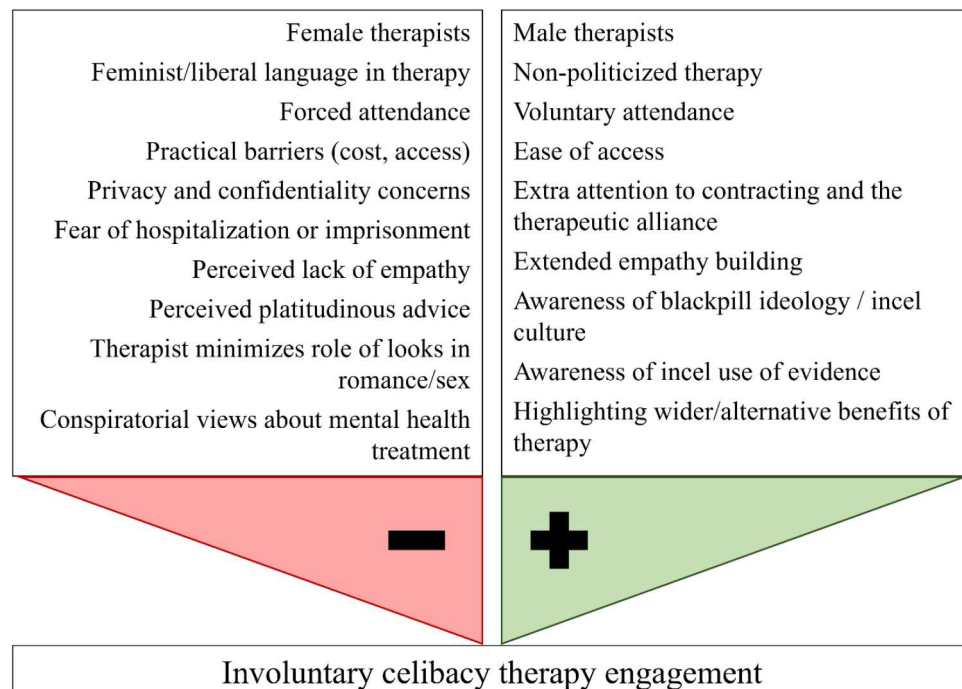 Female therapists
Feminist/liberal language in therapy
Forced attendance
Practical barriers (cost, access)
Privacy and confidentiality concerns
Fear of hospitalization or imprisonment
Perceived lack of empathy
Perceived platitudinous advice
Therapist minimizes role of looks in
romance/sex
Conspiratorial views about mental health
treatment
Male therapists
Non-politicized therapy
Voluntary attendance
Ease of access
Extra attention to contracting and the
therapeutic alliance
Extended empathy building
Awareness of blackpill ideology / incel
culture
Awareness of incel use of evidence
Highlighting wider/alternative benefits of
therapy
Involuntary celibacy therapy engagement